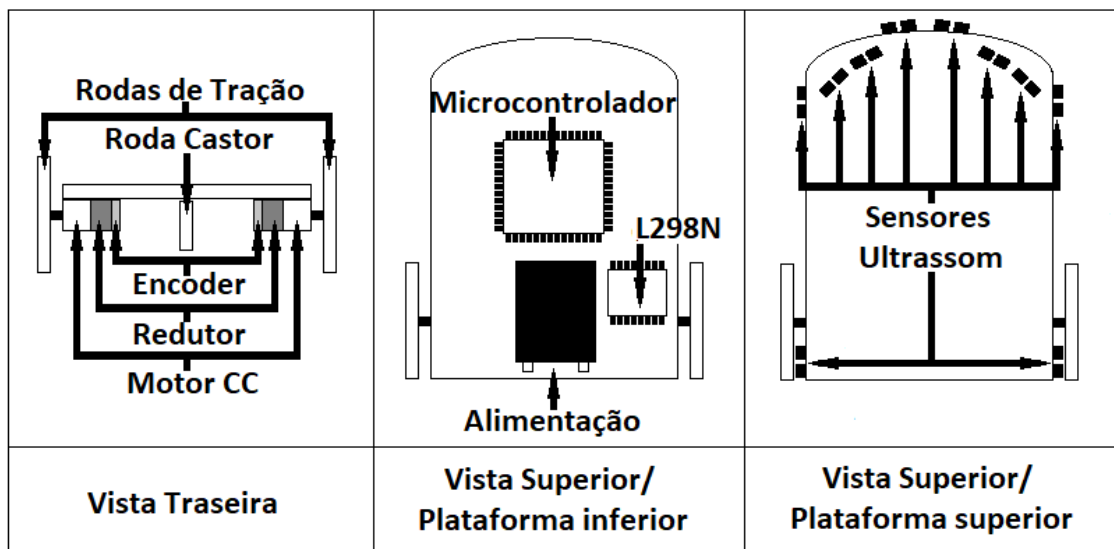 Rodas de Tração
Roda Castor
Encoder
Redutor
Motor CC
Vista Traseira
Microcontrolador
L298N
Alimentação
Vista Superior/
Plataforma inferior
Sensores
Ultrassom
Vista Superior/
Plataforma superior